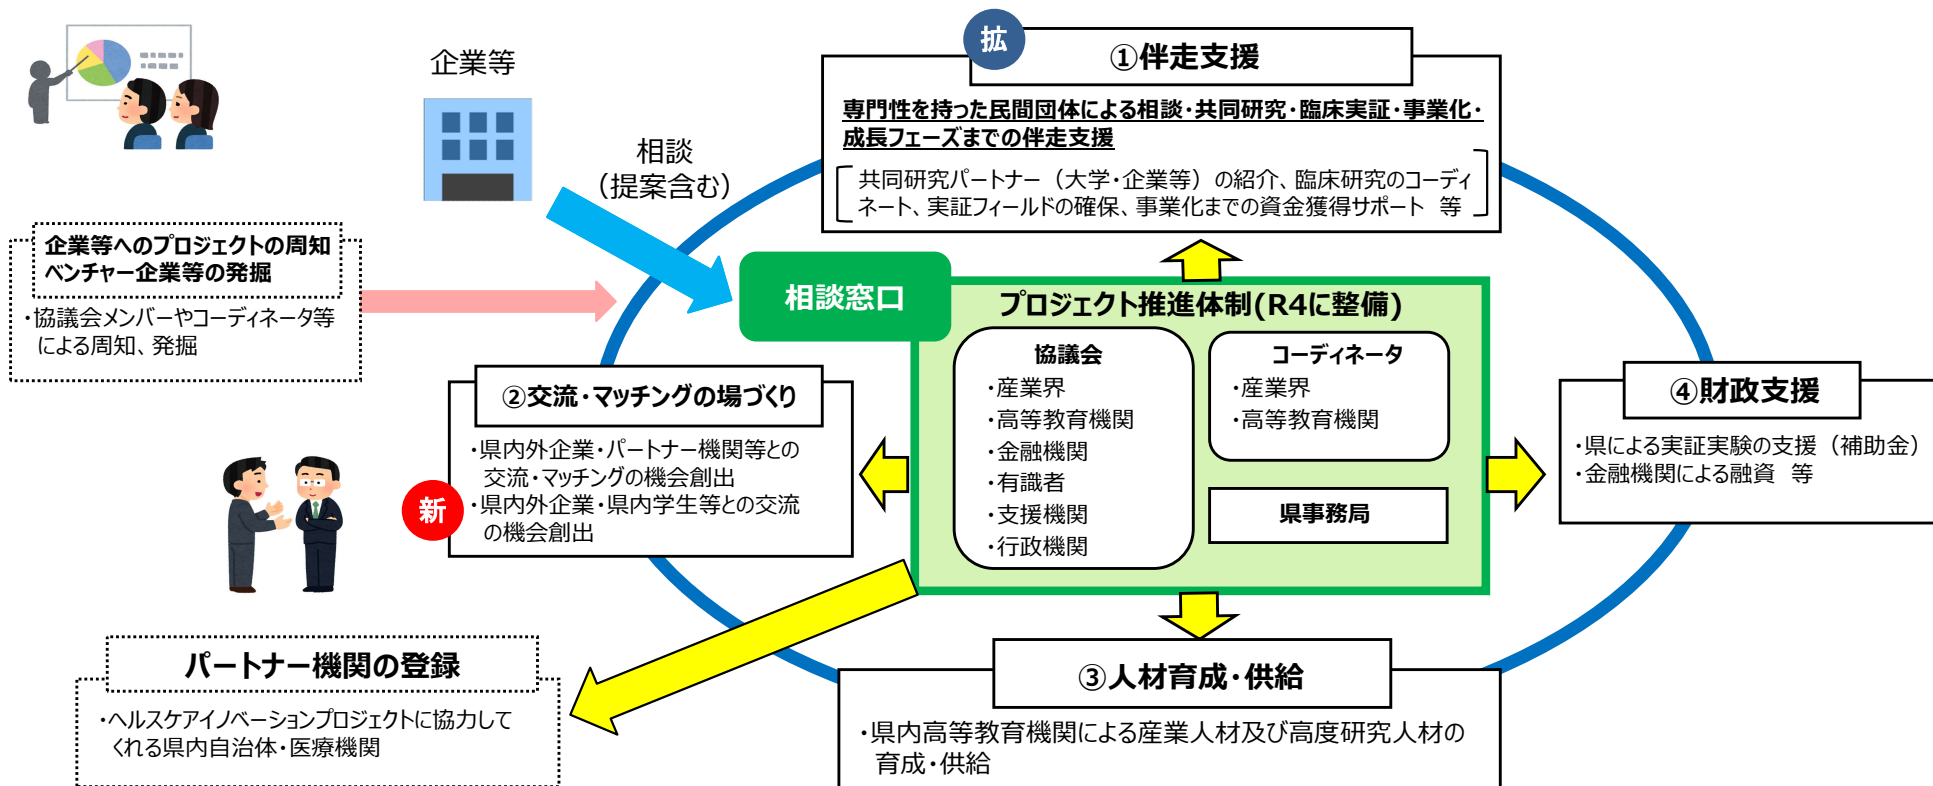 企業等
相談
（提案含む）
拡
①伴走支援
専門性を持った民間団体による相談・共同研究・臨床実証・事業化・
成長フェーズまでの伴走支援
共同研究パートナー（大学・企業等）の紹介、臨床研究のコーディ
ネート、実証フィールドの確保、事業化までの資金獲得サポート 等
企業等へのプロジェクトの周知
ベンチャー企業等の発掘
・協議会メンバーやコーディネータ等
による周知、発掘
相談窓口
プロジェクト推進体制(R4に整備)
協議会
・産業界
・高等教育機関
・金融機関
・有識者
・支援機関
・行政機関
コーディネータ
・産業界
・高等教育機関
県事務局
②交流・マッチングの場づくり
・県内外企業・パートナー機関等との
交流・マッチングの機会創出
新
・県内外企業・県内学生等との交流
の機会創出
④財政支援
・県による実証実験の支援（補助金）
・金融機関による融資 等
パートナー機関の登録
・ヘルスケアイノベーションプロジェクトに協力して
くれる県内自治体・医療機関
③人材育成・供給
・県内高等教育機関による産業人材及び高度研究人材の
育成・供給